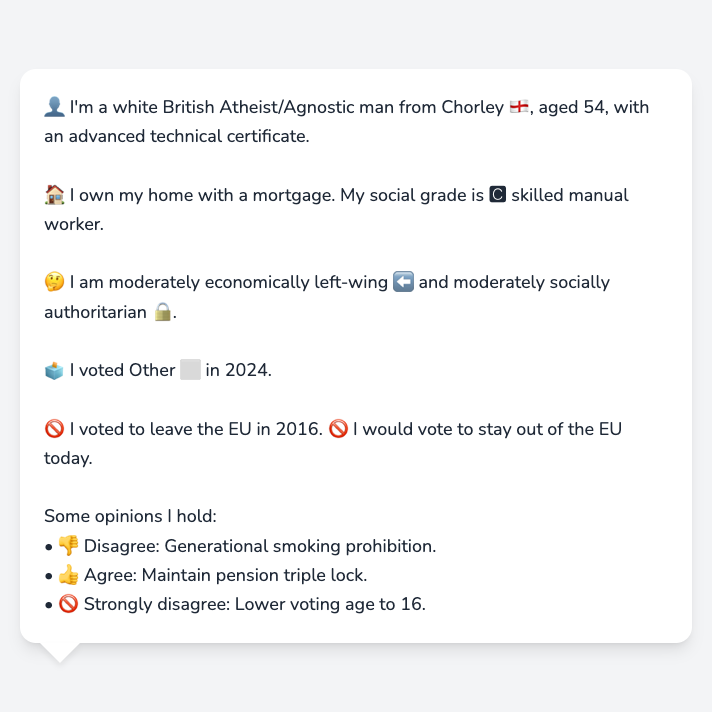 👤 I'm a white British Atheist/Agnostic man from Chorley 🏴󠁧󠁢󠁥󠁮󠁧󠁿, aged 54, with
an advanced technical certificate.
🏠 I own my home with a mortgage. My social grade is 🅲 skilled manual
worker.
🤔 I am moderately economically left-wing ⬅️ and moderately socially
authoritarian 🔒.
🗳️ I voted Other ⬜ in 2024.
🚫 I voted to leave the EU in 2016. 🚫 I would vote to stay out of the EU
today.
Some opinions I hold:
• 👎 Disagree: Generational smoking prohibition.
• 👍 Agree: Maintain pension triple lock.
• 🚫 Strongly disagree: Lower voting age to 16.